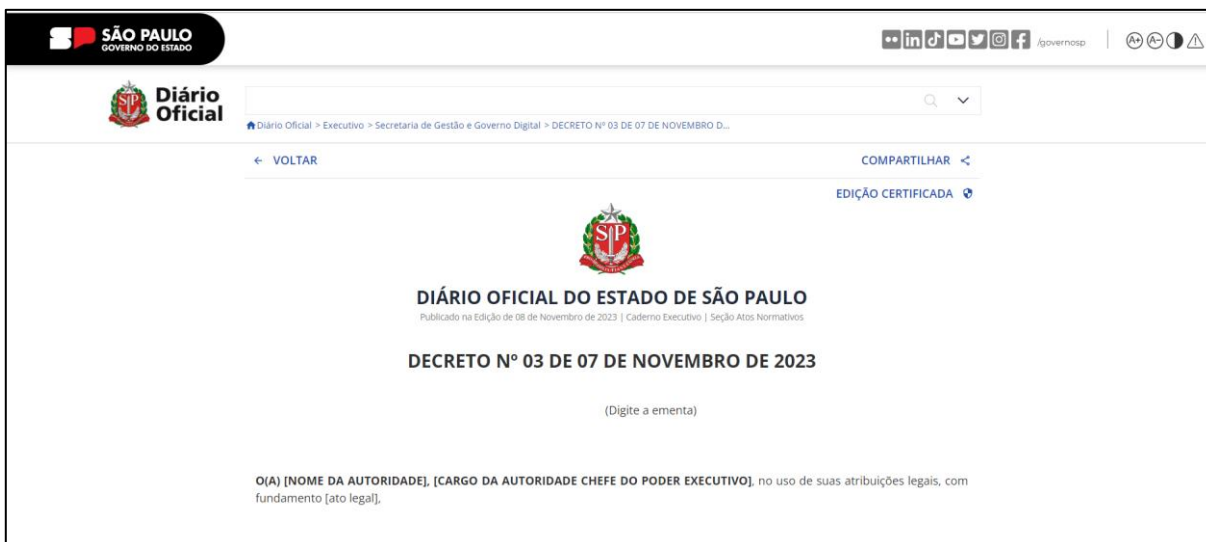 SÃO PAULO
GOVERNO DO ESTADO
/governosp
A+ A-
Diário
Oficial
Diário Oficial > Executivo > Secretaria de Gestão e Governo Digital > DECRETO Nº 03 DE 07 DE NOVEMBRO D...
← VOLTAR
COMPARTILHAR
EDIÇÃO CERTIFICADA
DIÁRIO OFICIAL DO ESTADO DE SÃO PAULO
Publicado na Edição de 08 de Novembro de 2023 | Caderno Executivo | Seção Atos Normativos
DECRETO Nº 03 DE 07 DE NOVEMBRO DE 2023
(Digite a ementa)
O(A) [NOME DA AUTORIDADE], [CARGO DA AUTORIDADE CHEFE DO PODER EXECUTIVO], no uso de suas atribuições legais, com
fundamento [ato legal],